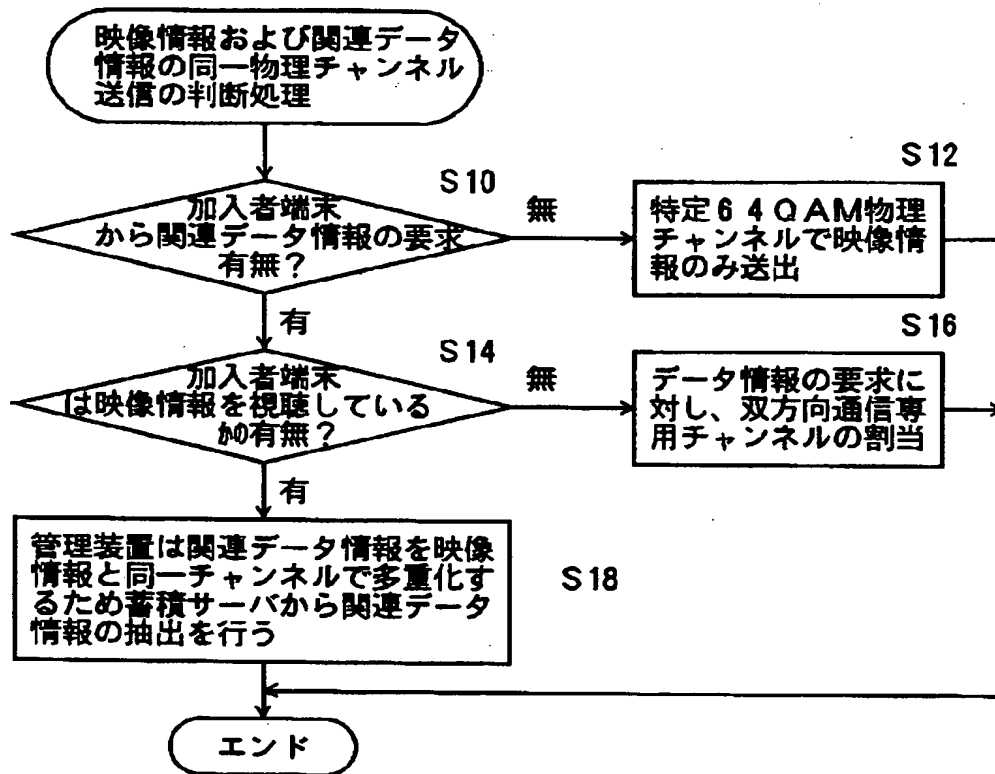 映像情報および関連データ
情報の同一物理チャンネル
送信の判断処理
S10
加入者端末
から関連データ情報の要求
有無？
無
S12
特定６４ＱＡＭ物理
チャンネルで映像情
報のみ送出
有
S14
加入者端末
は映像情報を視聴している
かの有無？
無
S16
データ情報の要求に
対し、双方向通信専
用チャンネルの割当
有
管理装置は関連データ情報を映像
情報と同一チャンネルで多重化す
るため蓄積サーバから関連データ
情報の抽出を行う
S18
エンド